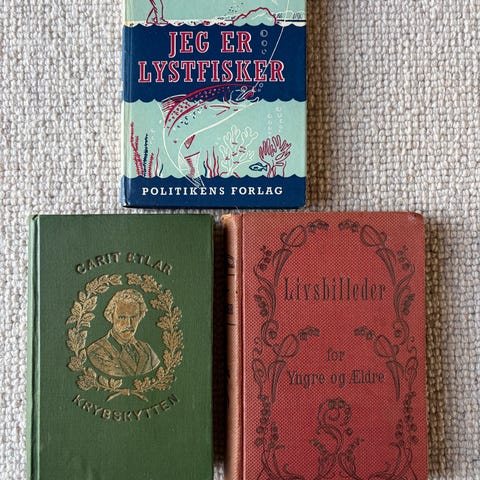 JEG ER
LYSTFISKER
POLITIKENS FORLAG
CARIT ETLAR
KRYBSKYTTEN
Livsbilleder
for
Yngre og Ældre